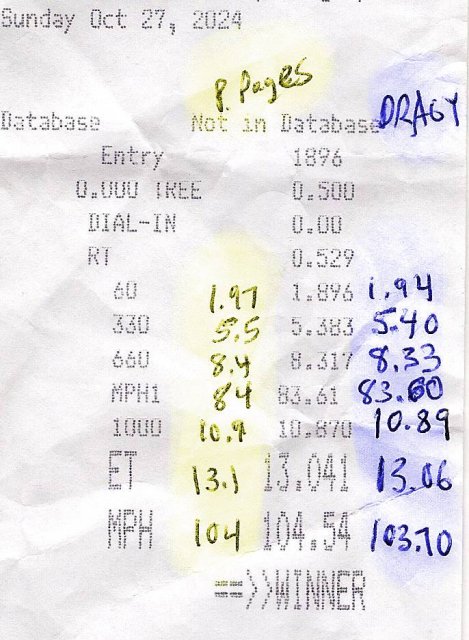 Sunday Oct 27, 2024
P. Pages
DRAGY
Database Not in Database
Entry 1896
0.000 TREE 0.500
DIAL-IN 0.00
RT 0.529
60 1.97 1.896 1.94
330 5.5 5.383 5.40
660 8.4 8.317 8.33
MPH1 84 83.61 83.60
1000 10.9 10.870 10.89
ET 13.1 13.041 13.06
MPH 104 104.54 103.70
==>>WINNER